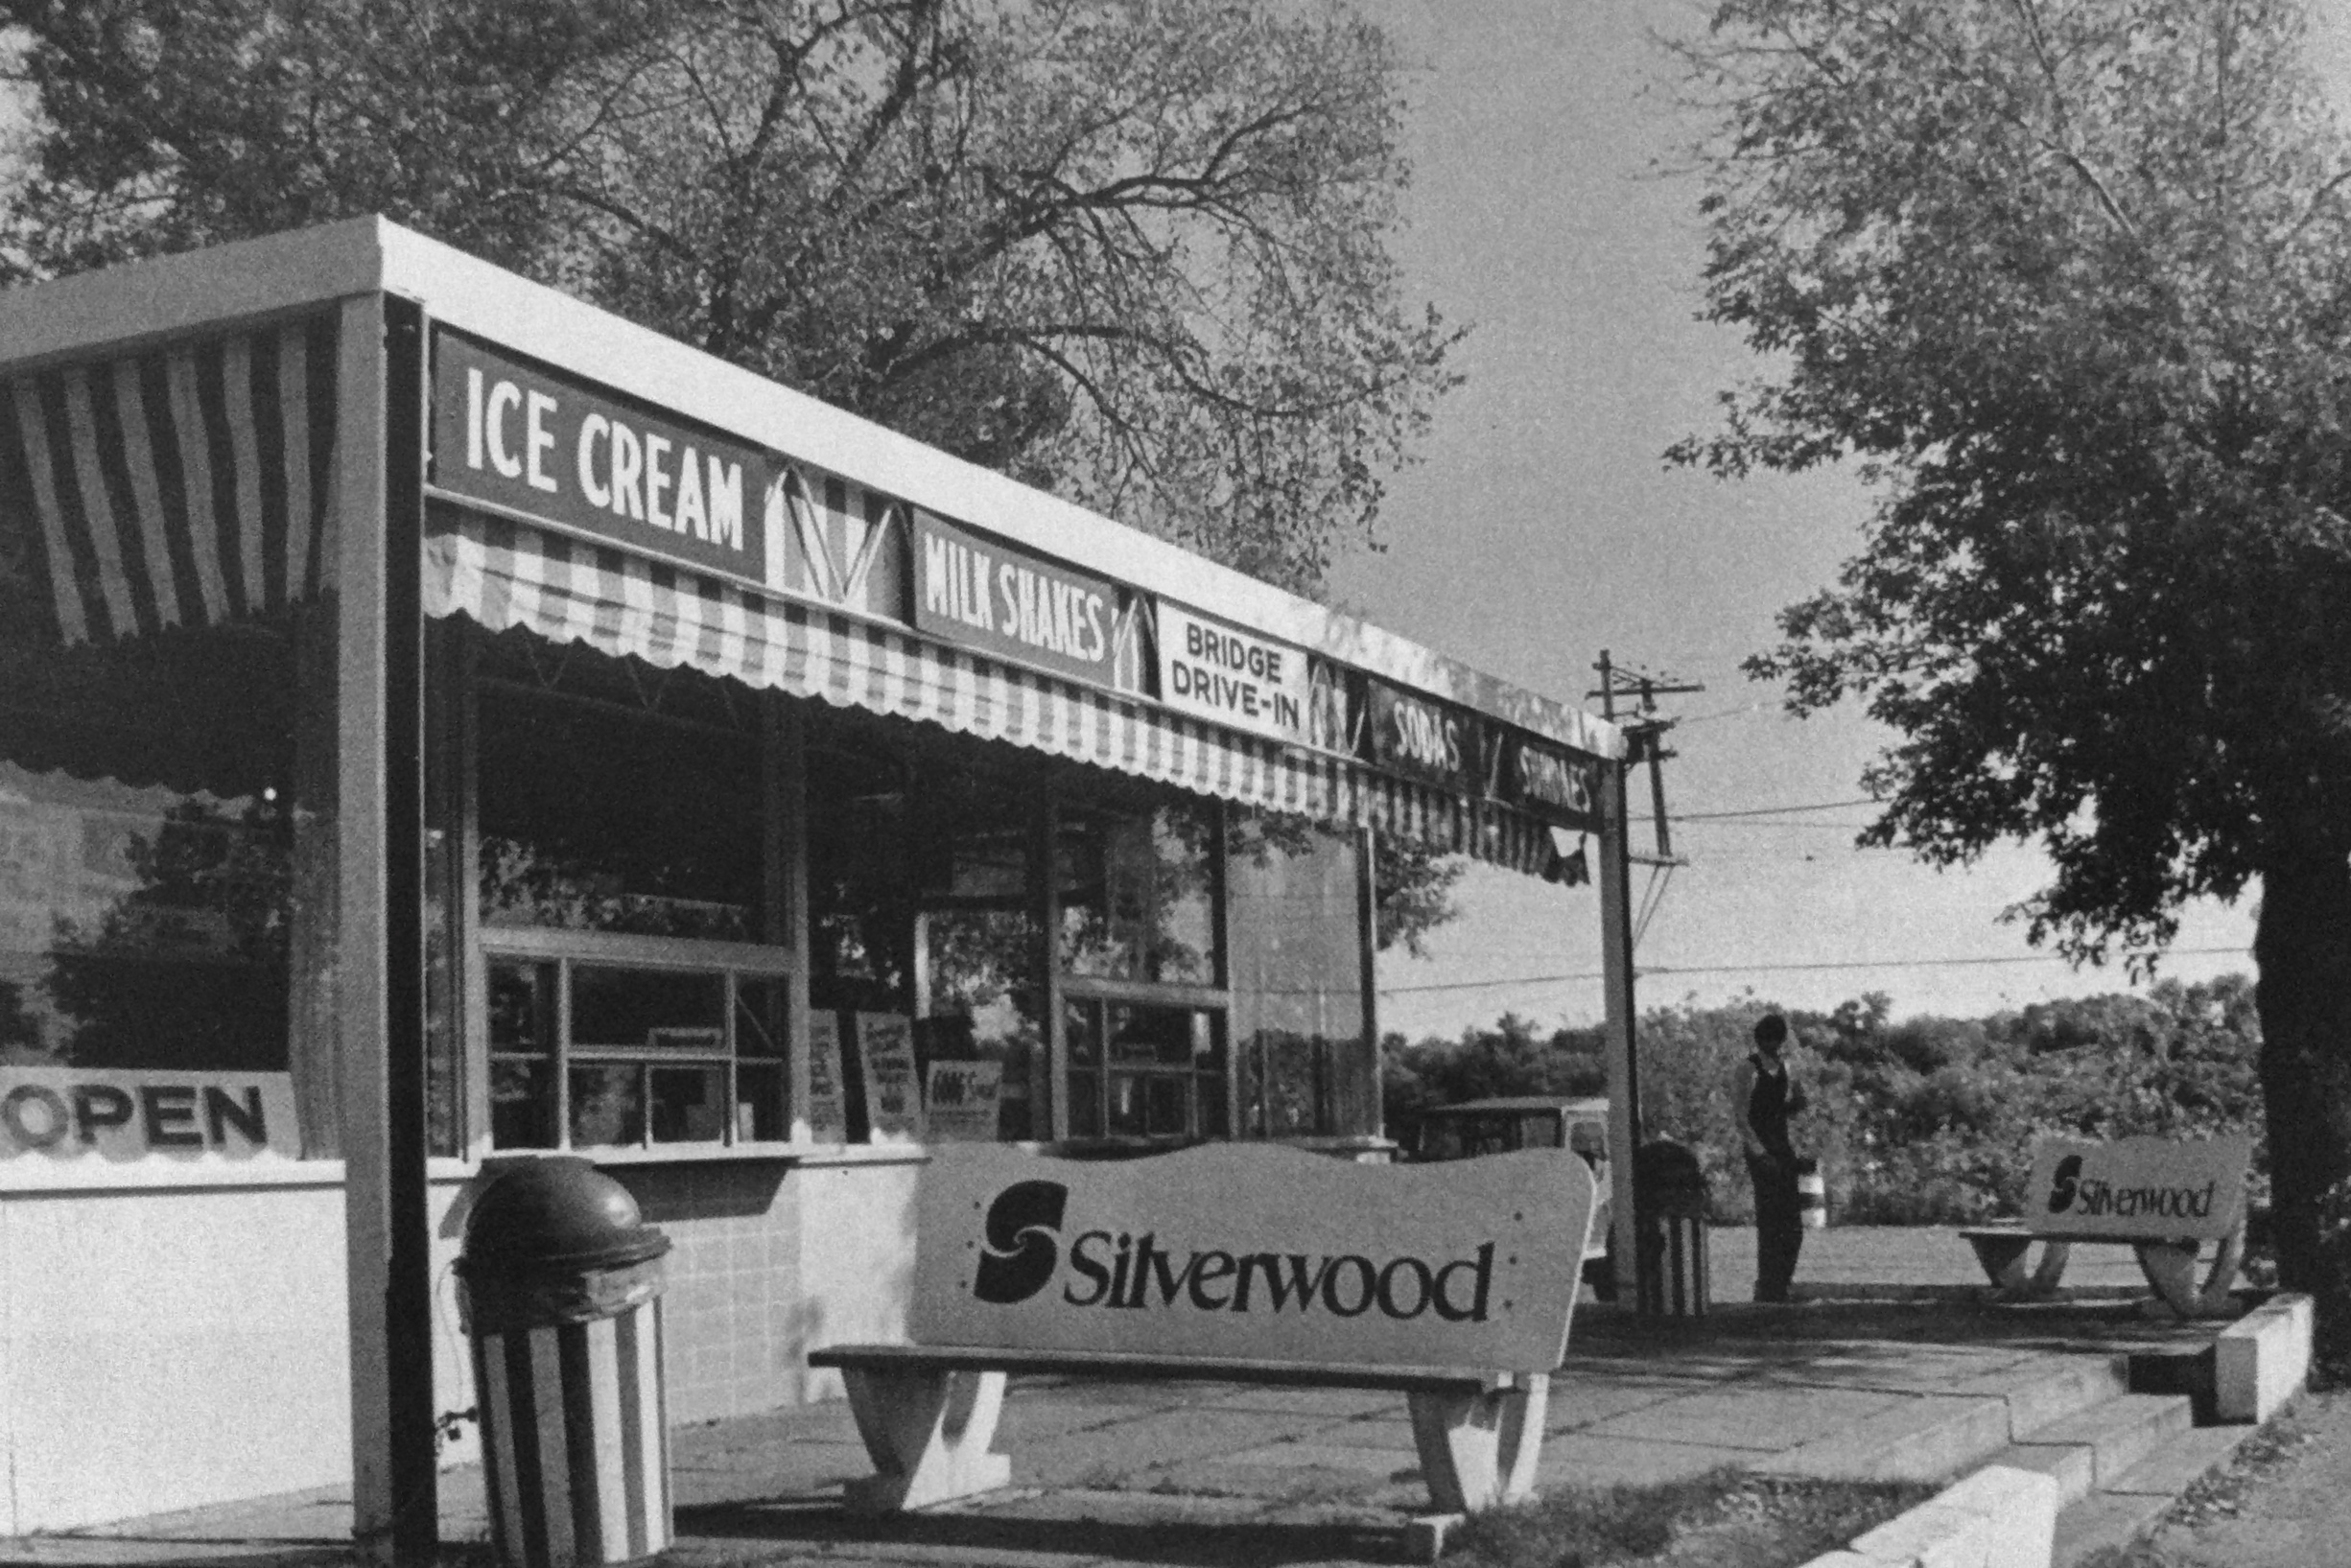 ICE CREAM
MILK SHAKES
BRIDGE
DRIVE-IN
SODAS
SUNDAES
OPEN
Silverwood
Silverwood